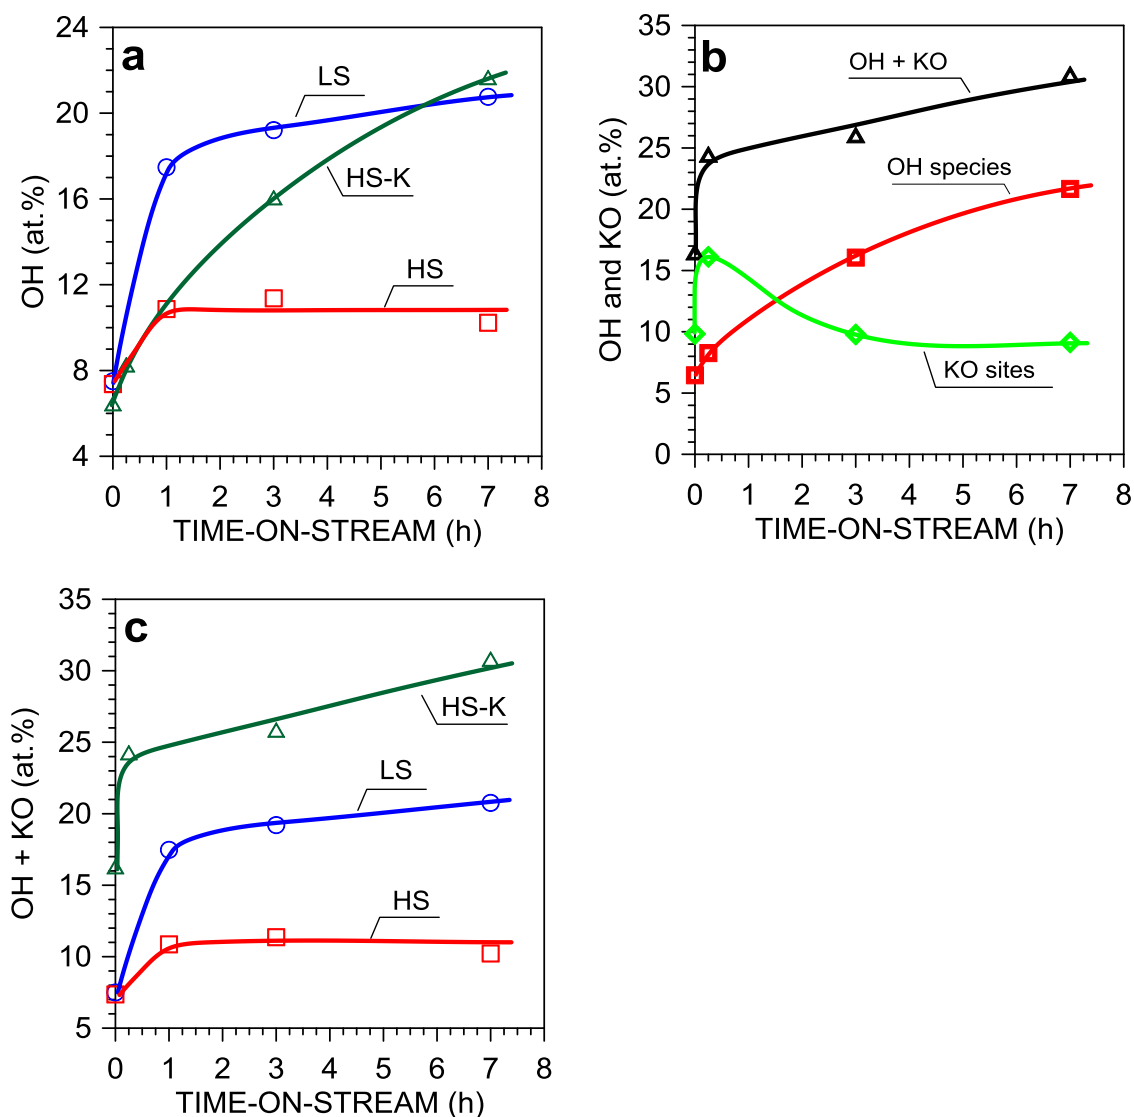 a
24
20
16
12
8
4
OH (at.%)
LS
HS-K
HS
0 1 2 3 4 5 6 7 8
TIME-ON-STREAM (h)
b
35
30
25
20
15
10
5
0
OH and KO (at.%)
OH + KO
OH species
KO sites
0 1 2 3 4 5 6 7 8
TIME-ON-STREAM (h)
c
35
30
25
20
15
10
5
OH + KO (at.%)
HS-K
LS
HS
0 1 2 3 4 5 6 7 8
TIME-ON-STREAM (h)